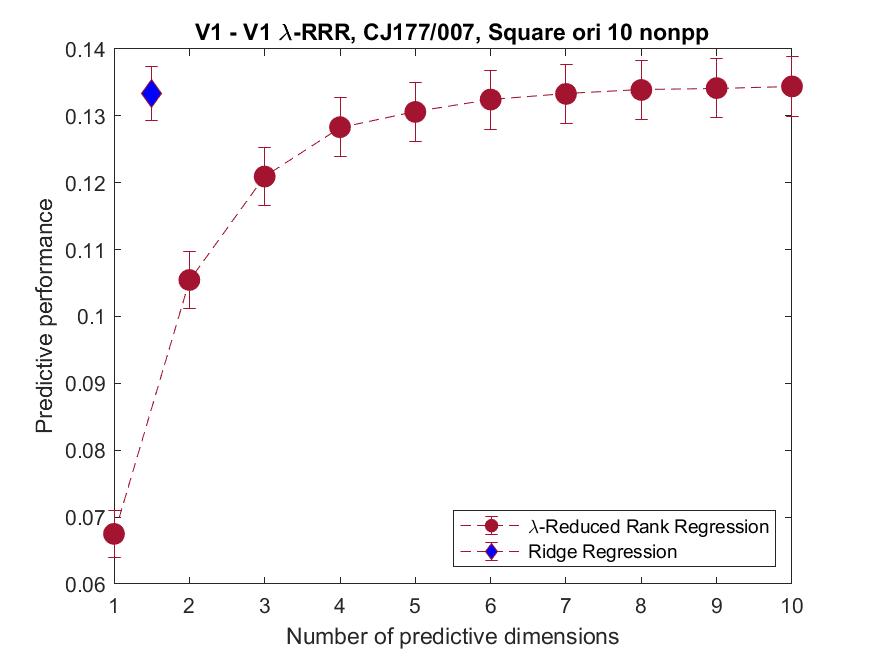 V1 - V1 λ-RRR, CJ177/007, Square ori 10 nonpp
0.14
0.13
0.12
0.11
0.1
0.09
0.08
0.07
0.06
Predictive performance
λ-Reduced Rank Regression
Ridge Regression
1 2 3 4 5 6 7 8 9 10
Number of predictive dimensions